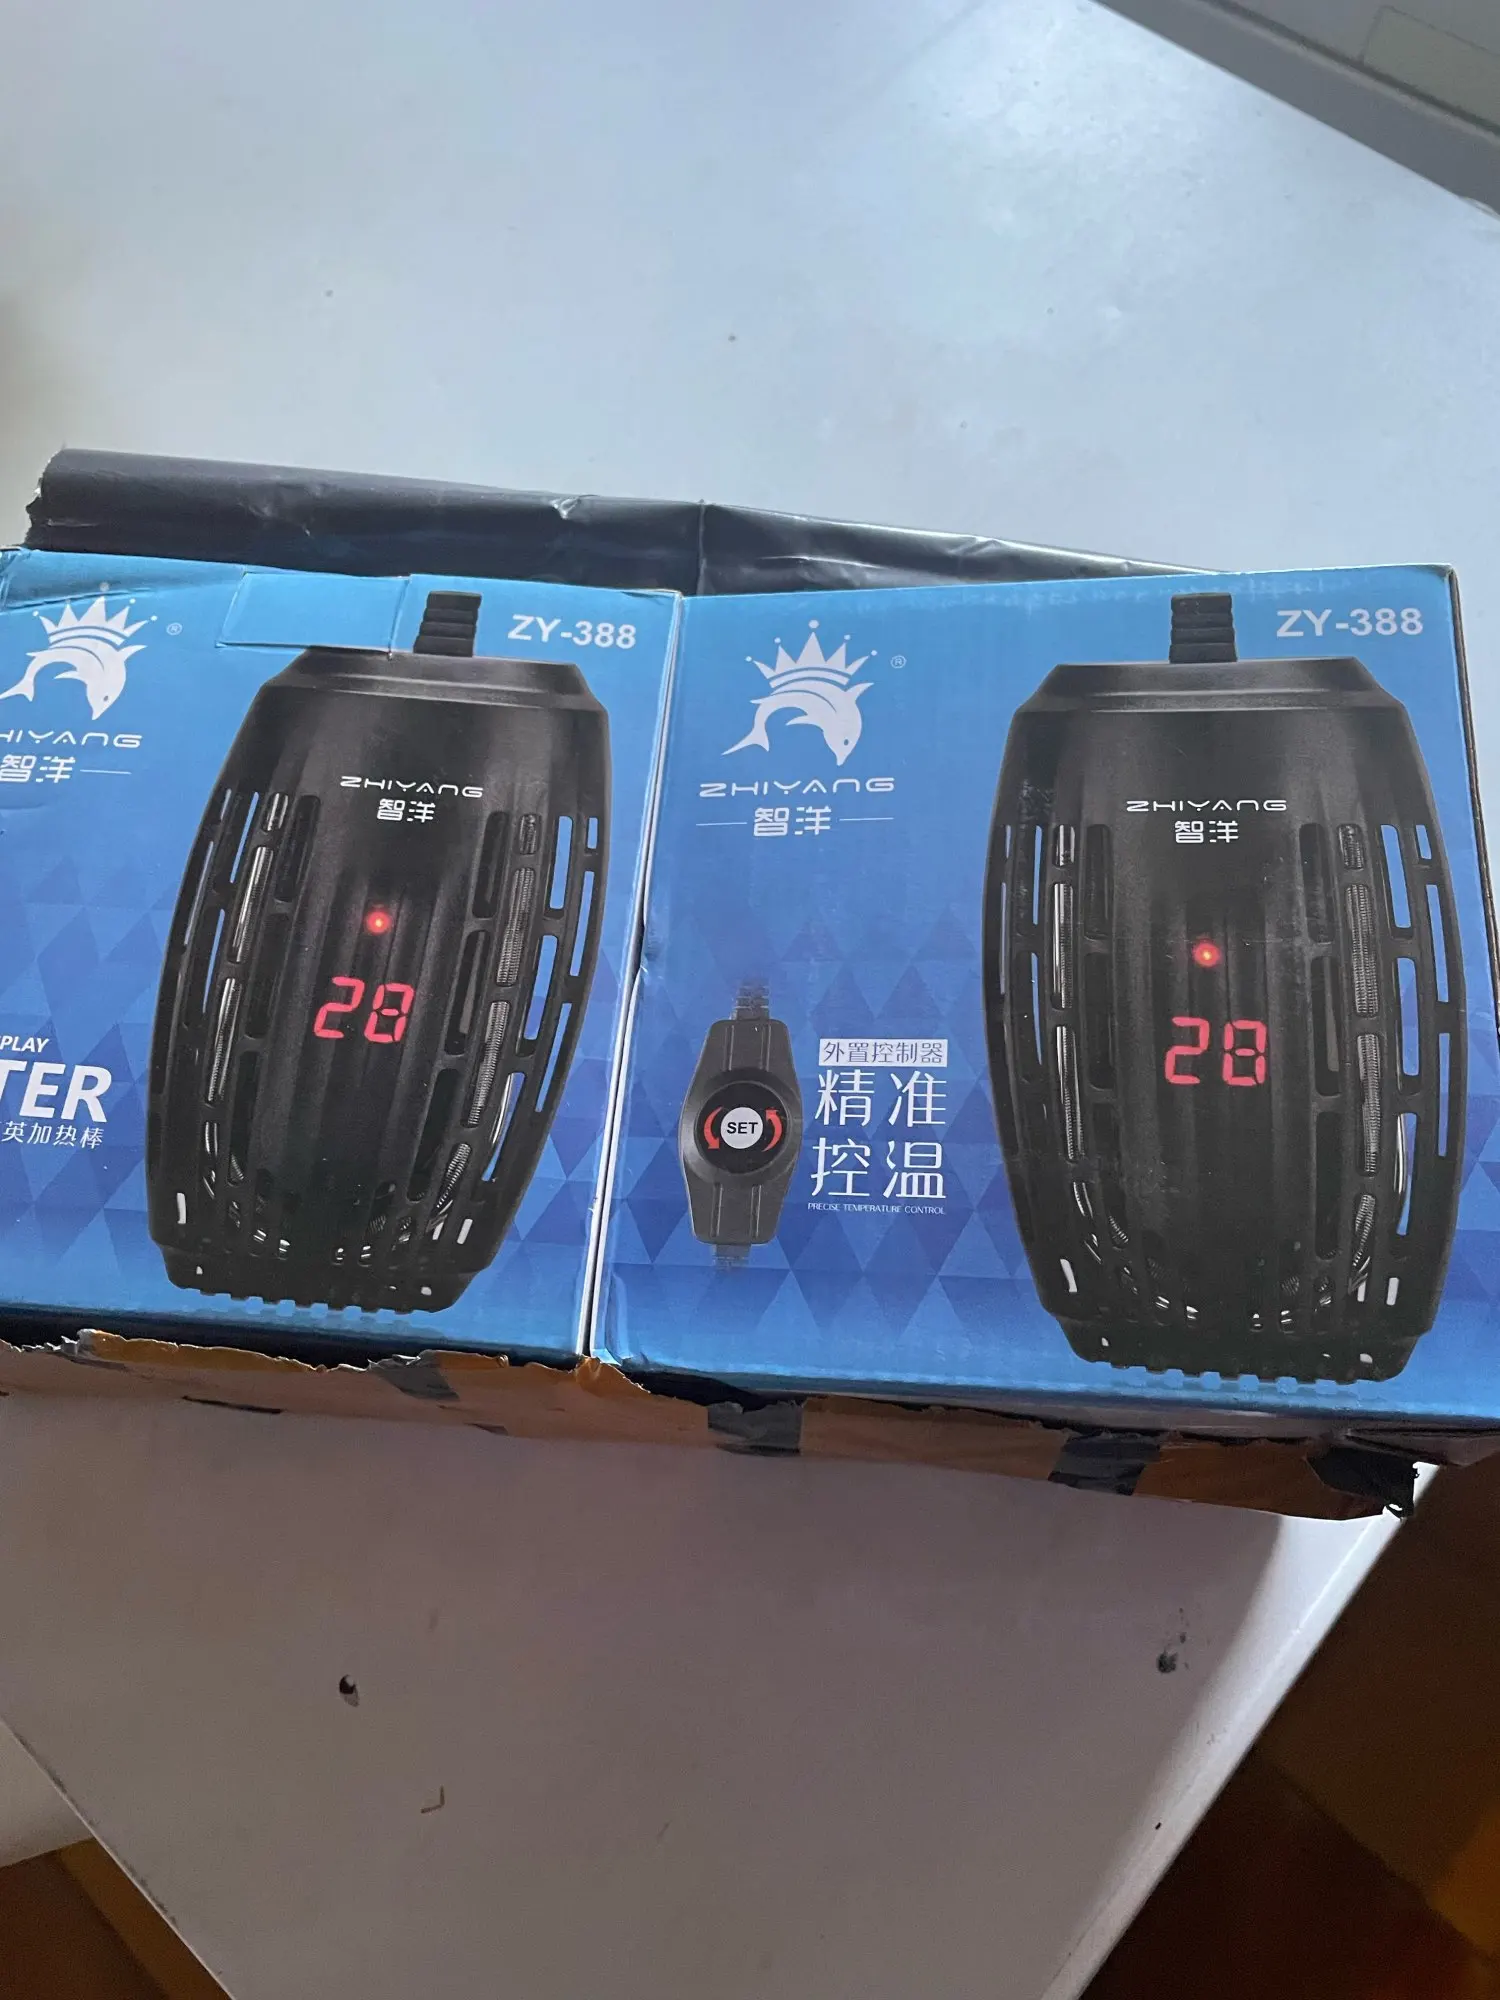 ZY-388
HIYANG
智洋
ZHIYANG
智洋
28
PLAY
TER
英加热棒
ZY-388
ZHIYANG
智洋
ZHIYANG
智洋
28
SET
外置控制器
精准
控温
PRECISE TEMPERATURE CONTROL